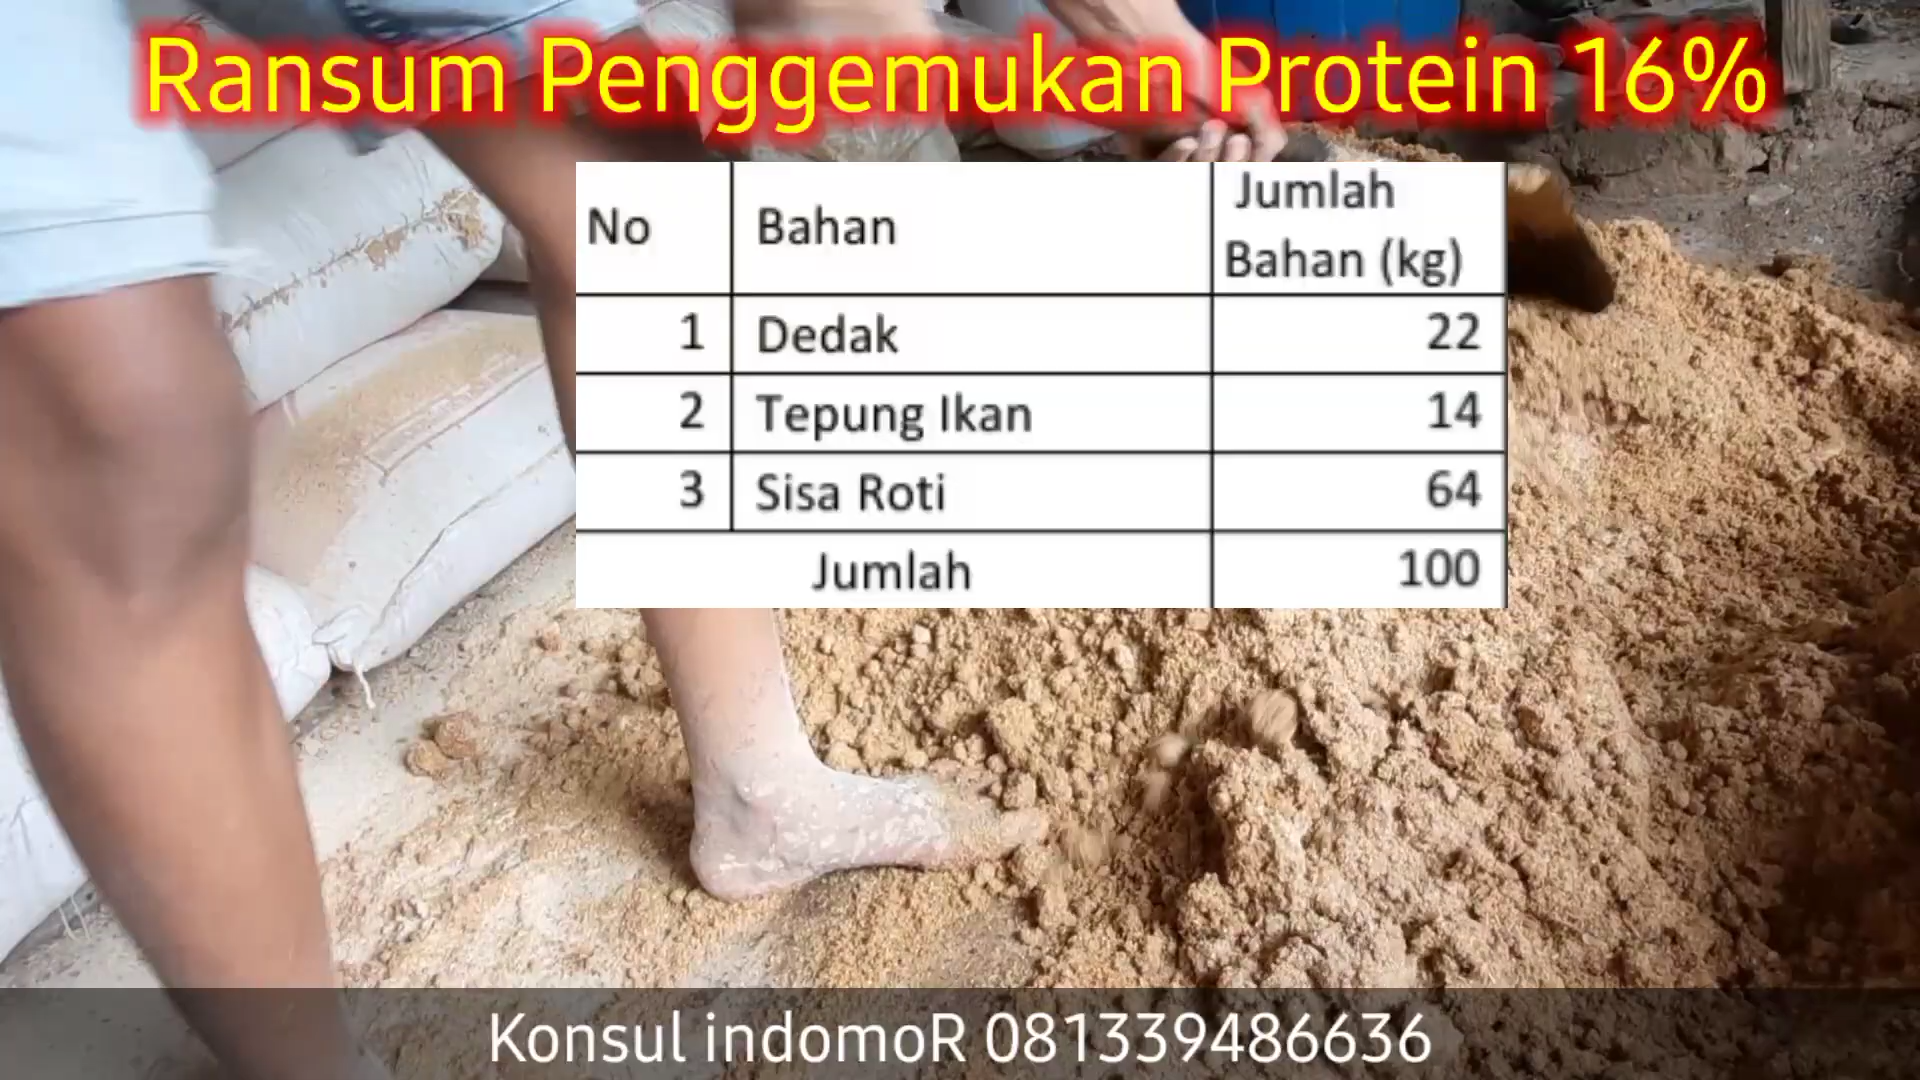 Ransum Penggemukan Protein 16%
No Bahan Jumlah Bahan (kg)
1 Dedak 22
2 Tepung Ikan 14
3 Sisa Roti 64
Jumlah 100
Konsul indomoR 081339486636